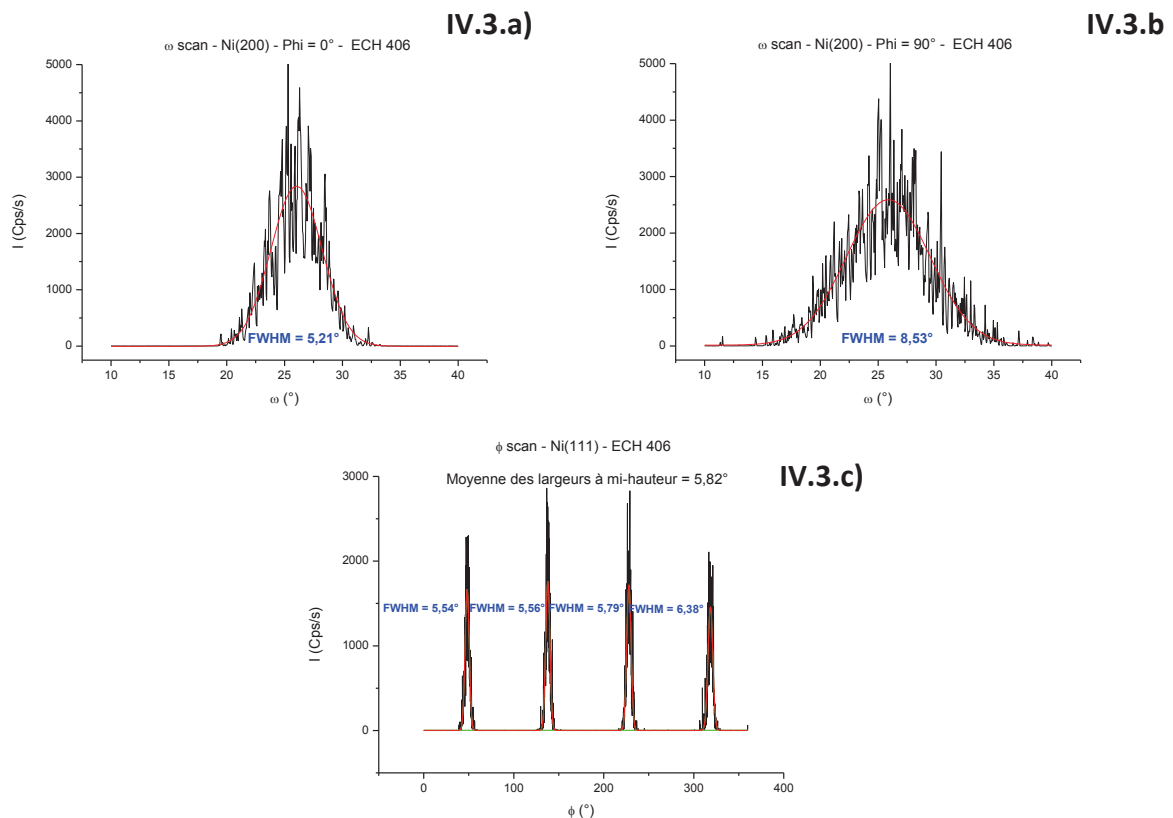 IV.3.a)
ω scan - Ni(200) - Phi = 0° - ECH 406
5000
4000
3000
2000
1000
0
I (Cps/s)
FWHM = 5,21°
10 15 20 25 30 35 40
ω (°)
IV.3.b
ω scan - Ni(200) - Phi = 90° - ECH 406
5000
4000
3000
2000
1000
0
I (Cps/s)
FWHM = 8,53°
10 15 20 25 30 35 40
ω (°)
ϕ scan - Ni(111) - ECH 406
IV.3.c)
Moyenne des largeurs à mi-hauteur = 5,82°
3000
2000
1000
0
I (Cps/s)
FWHM = 5,54° FWHM = 5,56° FWHM = 5,79° FWHM = 6,38°
0 100 200 300 400
ϕ (°)